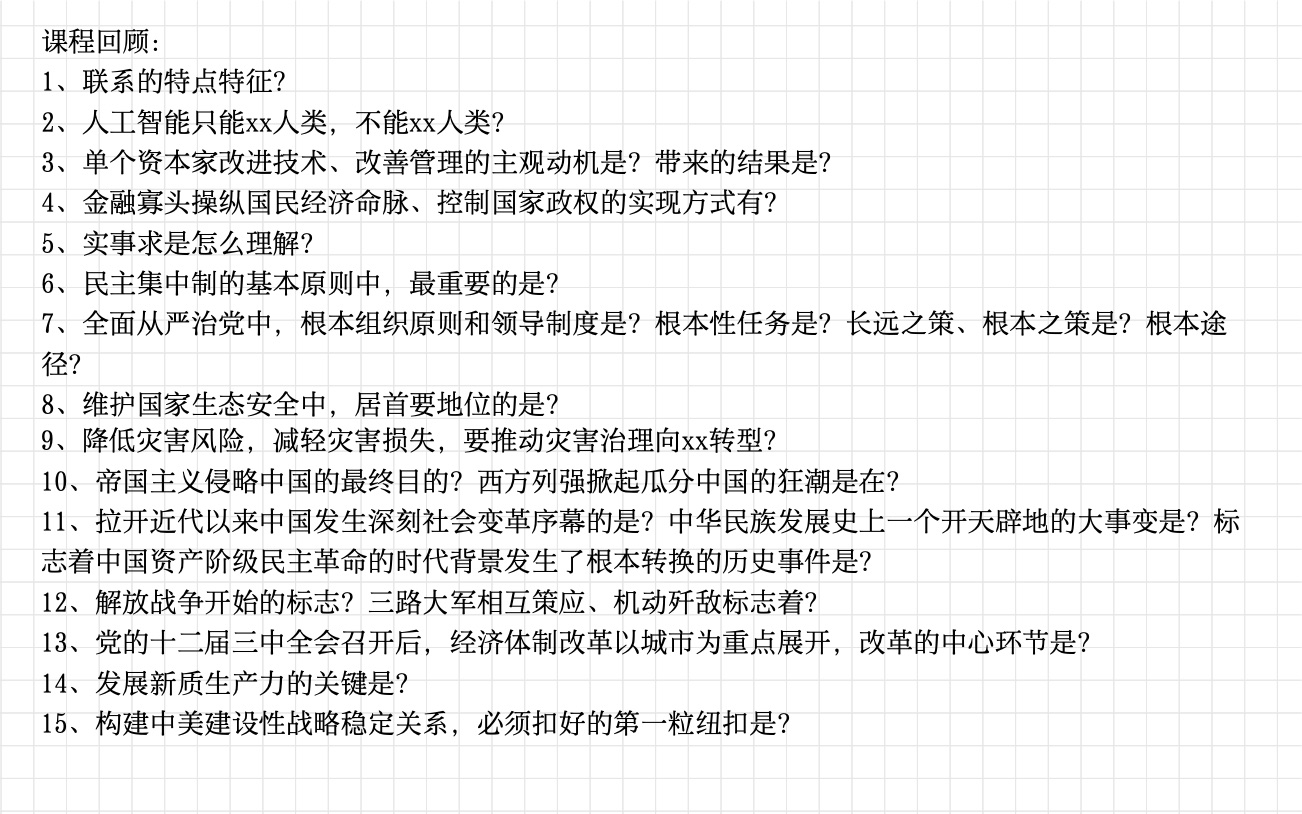 课程回顾：
1、联系的特点特征？
2、人工智能只能xx人类，不能xx人类？
3、单个资本家改进技术、改善管理的主观动机是？带来的结果是？
4、金融寡头操纵国民经济命脉、控制国家政权的实现方式有？
5、实事求是怎么理解？
6、民主集中制的基本原则中，最重要的是？
7、全面从严治党中，根本组织原则和领导制度是？根本性任务是？长远之策、根本之策是？根本途
径？
8、维护国家生态安全中，居首要地位的是？
9、降低灾害风险，减轻灾害损失，要推动灾害治理向xx转型？
10、帝国主义侵略中国的最终目的？西方列强掀起瓜分中国的狂潮是在？
11、拉开近代以来中国发生深刻社会变革序幕的是？中华民族发展史上一个开天辟地的大事变是？标
志着中国资产阶级民主革命的时代背景发生了根本转换的历史事件是？
12、解放战争开始的标志？三路大军相互策应、机动歼敌标志着？
13、党的十二届三中全会召开后，经济体制改革以城市为重点展开，改革的中心环节是？
14、发展新质生产力的关键是？
15、构建中美建设性战略稳定关系，必须扣好的第一粒纽扣是？